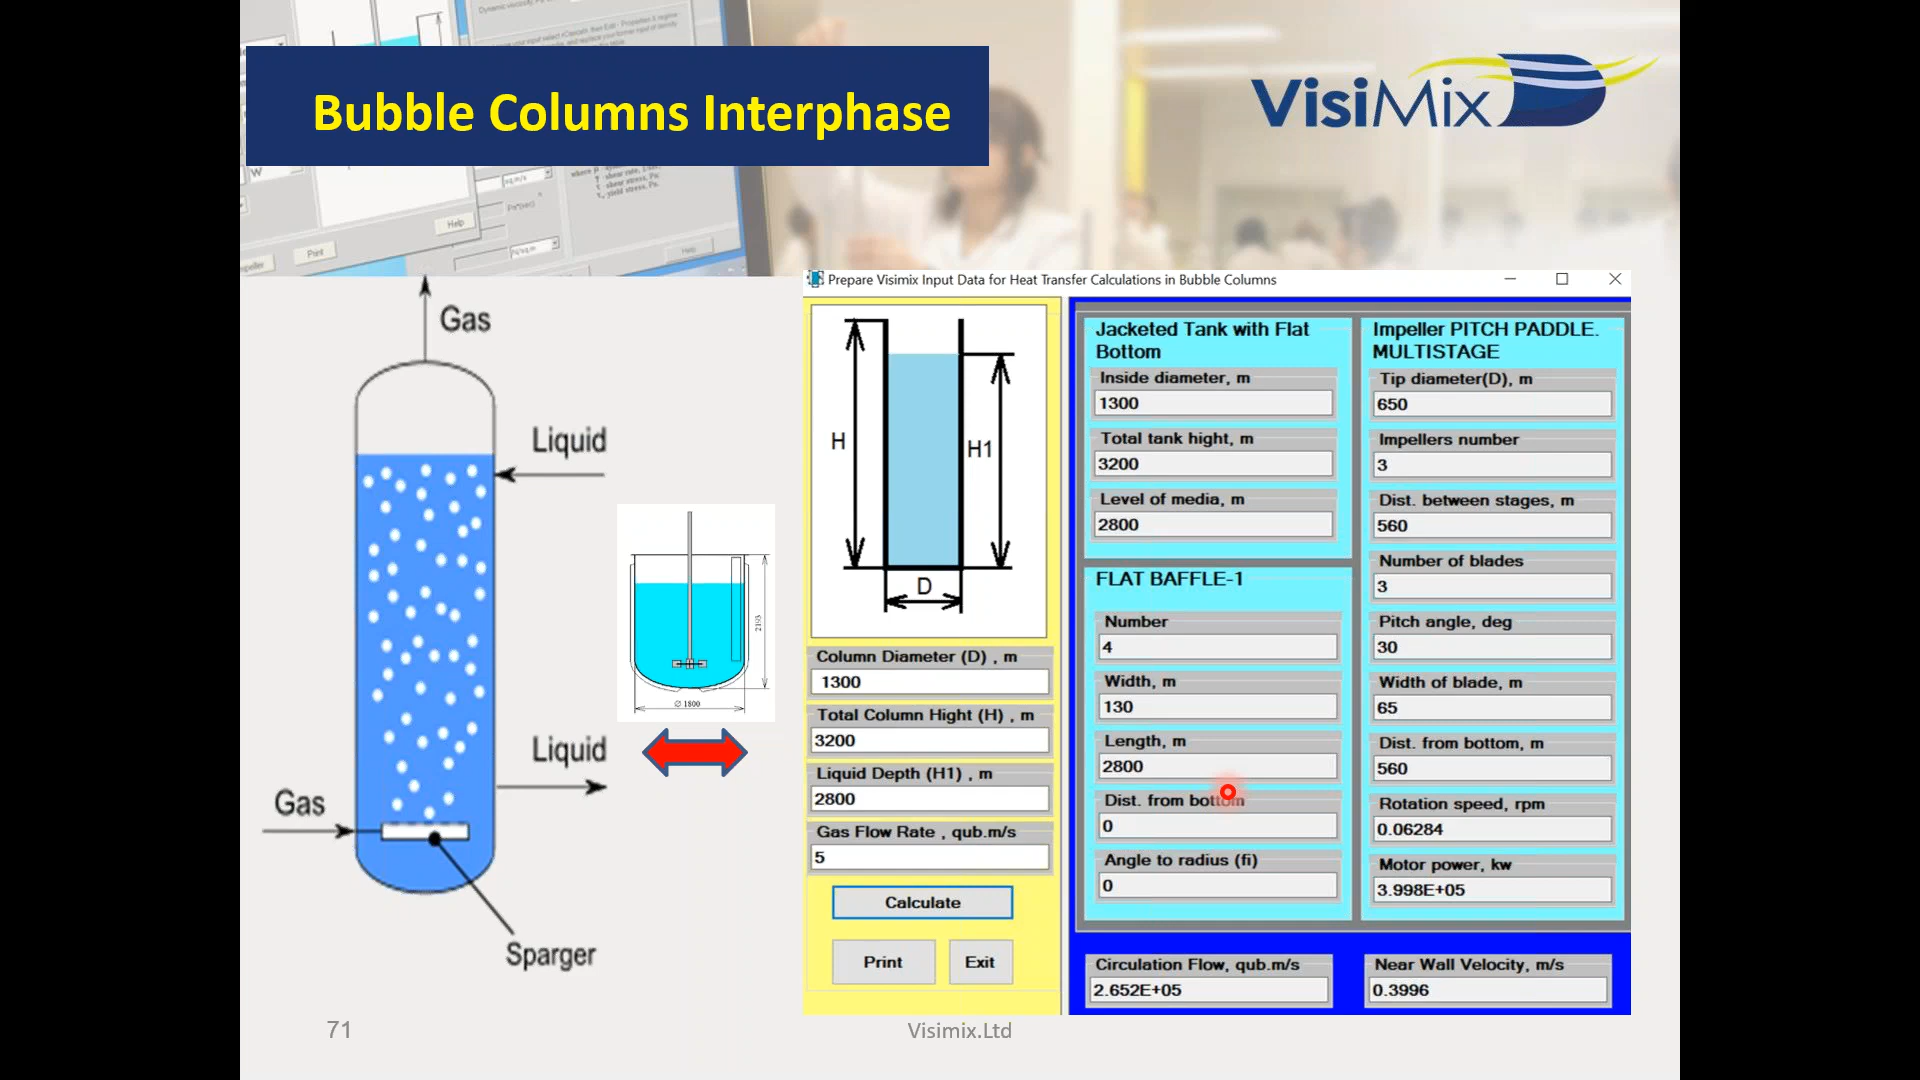 Bubble Columns Interphase
VisiMix
W
Help
Print
Help
Gas
Liquid
Liquid
Gas
Sparger
2193
Ø 1800
Prepare Visimix Input Data for Heat Transfer Calculations in Bubble Columns
H
H1
D
Column Diameter (D) , m
1300
Total Column Hight (H) , m
3200
Liquid Depth (H1) , m
2800
Gas Flow Rate , qub.m/s
5
Calculate
Print
Exit
Jacketed Tank with Flat
Bottom
Inside diameter, m
1300
Total tank hight, m
3200
Level of media, m
2800
FLAT BAFFLE-1
Number
4
Width, m
130
Length, m
2800
Dist. from bottom
0
Angle to radius (fi)
0
Impeller PITCH PADDLE.
MULTISTAGE
Tip diameter(D), m
650
Impellers number
3
Dist. between stages, m
560
Number of blades
3
Pitch angle, deg
30
Width of blade, m
65
Dist. from bottom, m
560
Rotation speed, rpm
0.06284
Motor power, kw
3.998E+05
Circulation Flow, qub.m/s
2.652E+05
Near Wall Velocity, m/s
0.3996
71
Visimix.Ltd